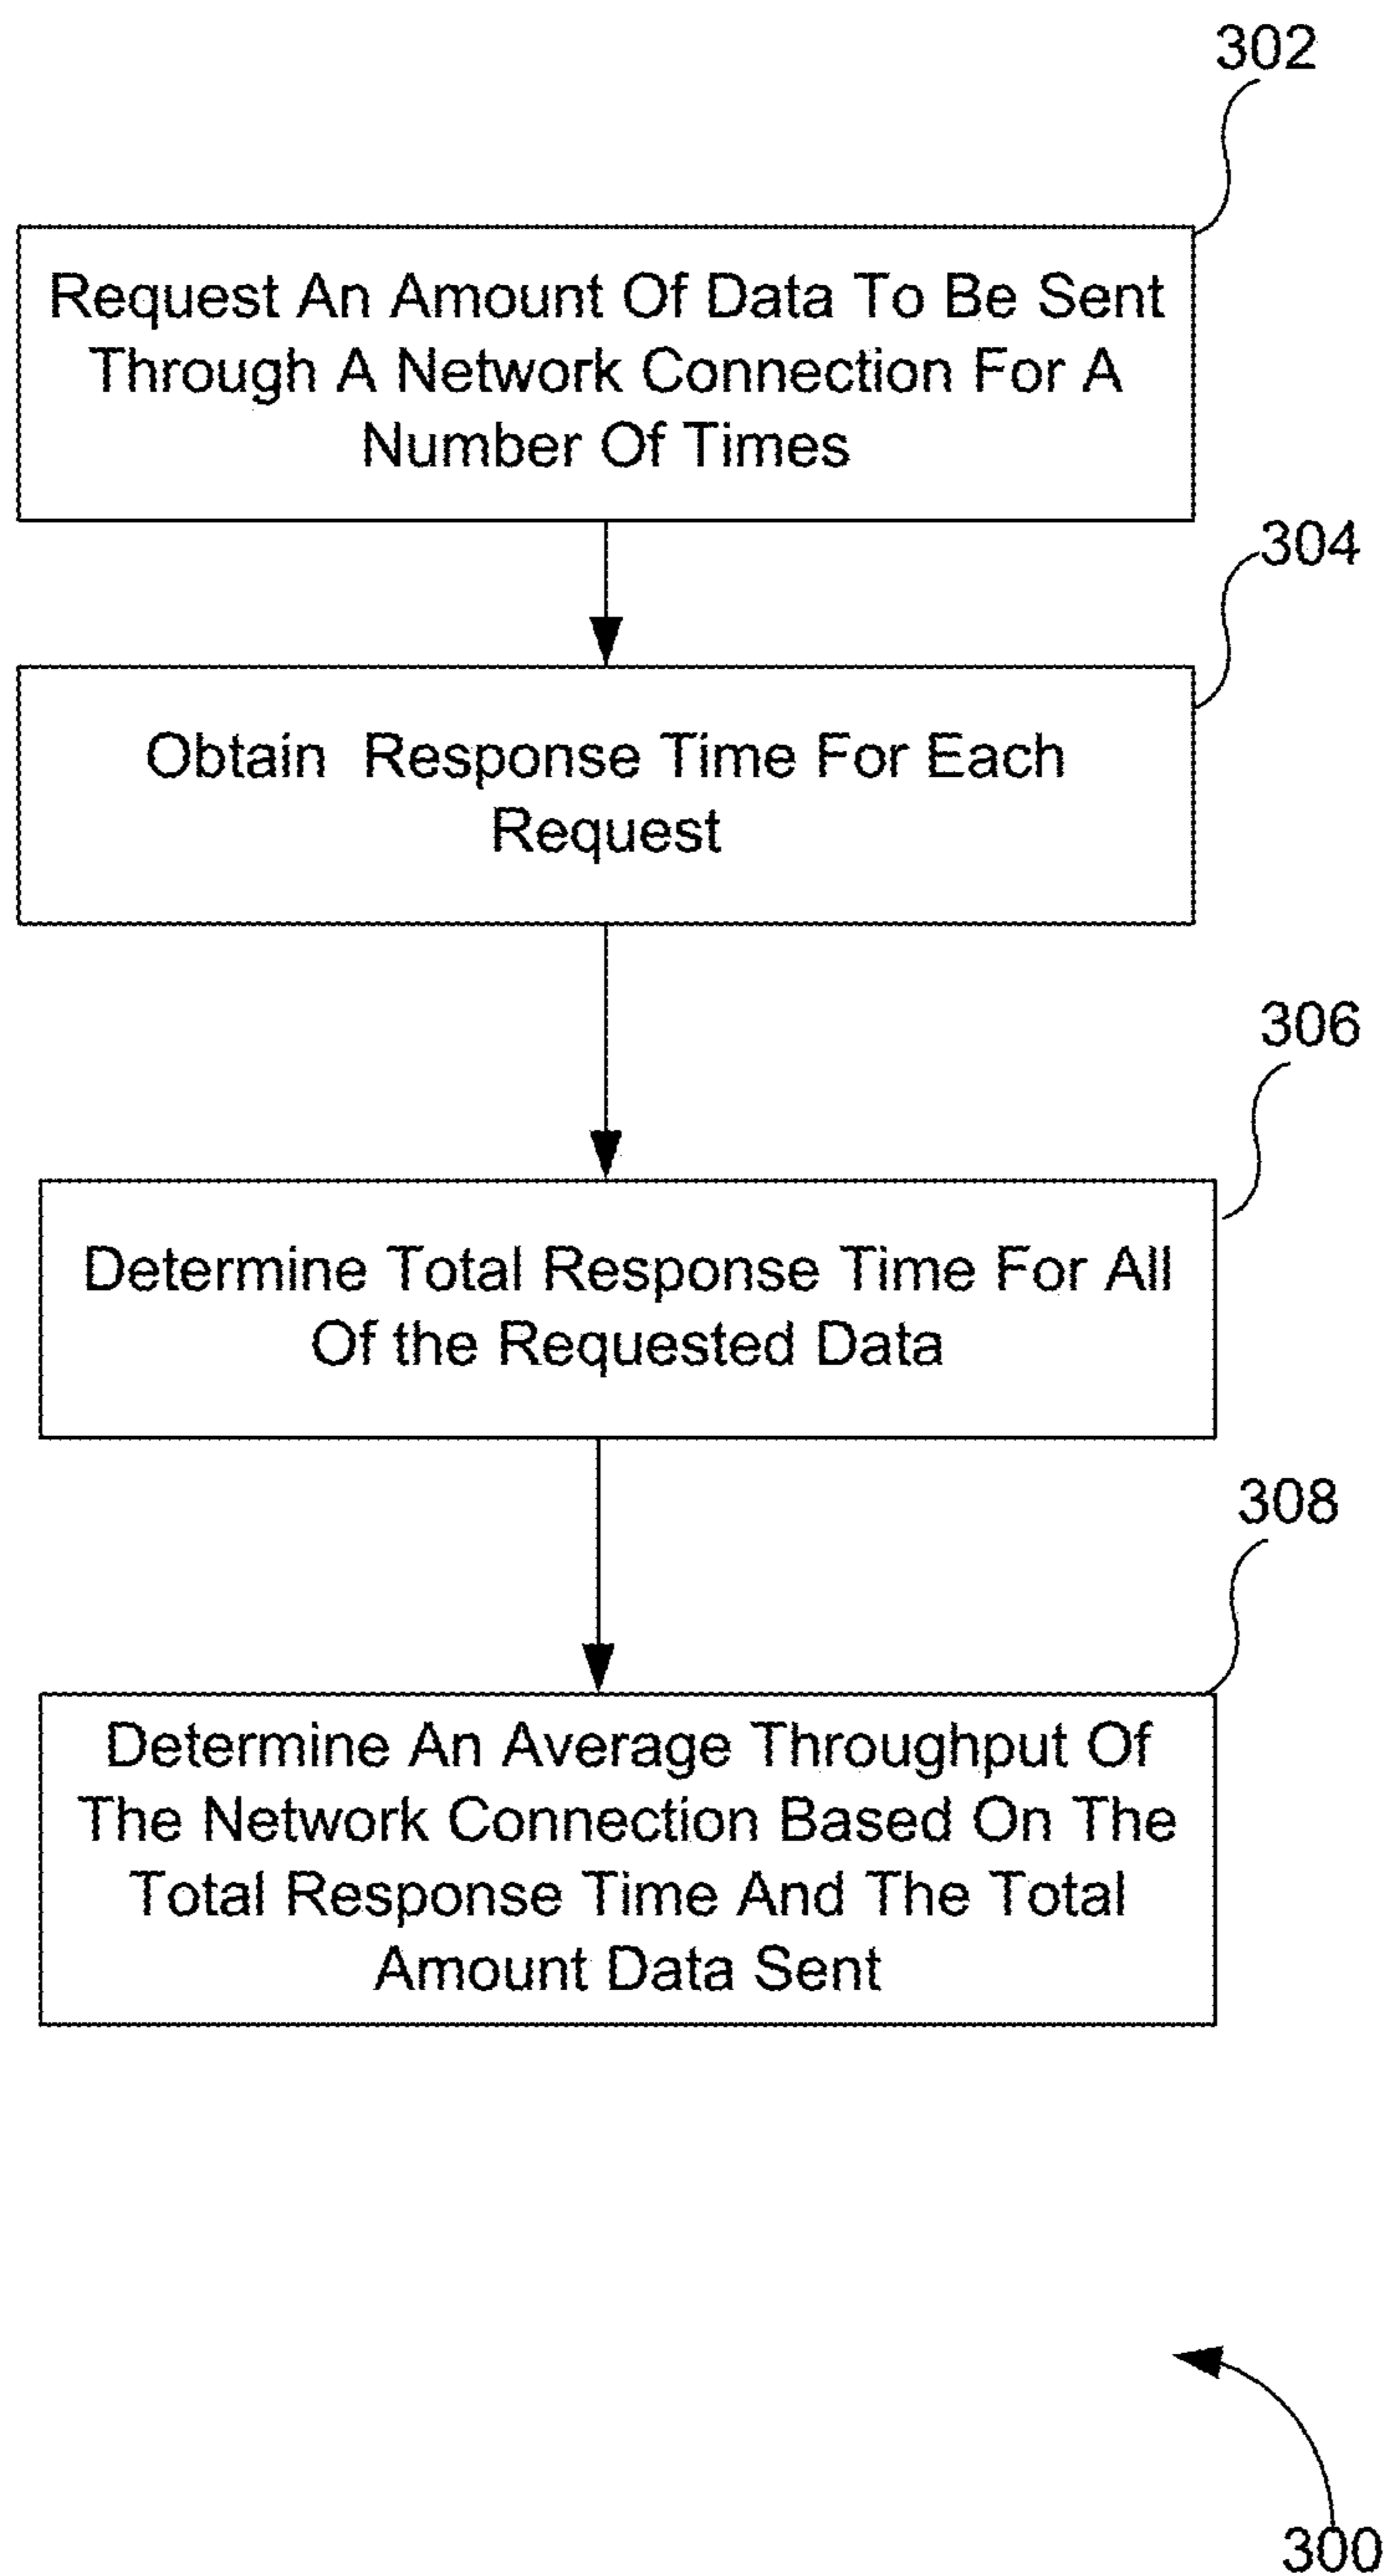 302
Request An Amount Of Data To Be Sent
Through A Network Connection For A
Number Of Times
304
Obtain Response Time For Each
Request
306
Determine Total Response Time For All
Of the Requested Data
308
Determine An Average Throughput Of
The Network Connection Based On The
Total Response Time And The Total
Amount Data Sent
300